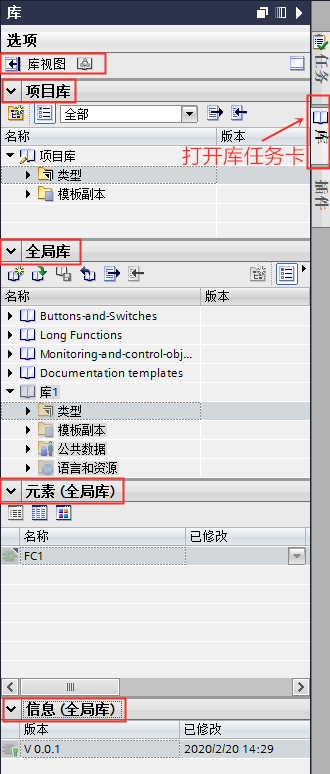 库
选项
库视图
项目库
全部
名称 版本
项目库
类型
模板副本
全局库
名称 版本
Buttons-and-Switches
Long Functions
Monitoring-and-control-obj...
Documentation templates
库1
类型
模板副本
公共数据
语言和资源
元素 (全局库)
名称 已修改
FC1
信息 (全局库)
版本 已修改
V 0.0.1 2020/2/20 14:29
任务
库
插件
打开库任务卡